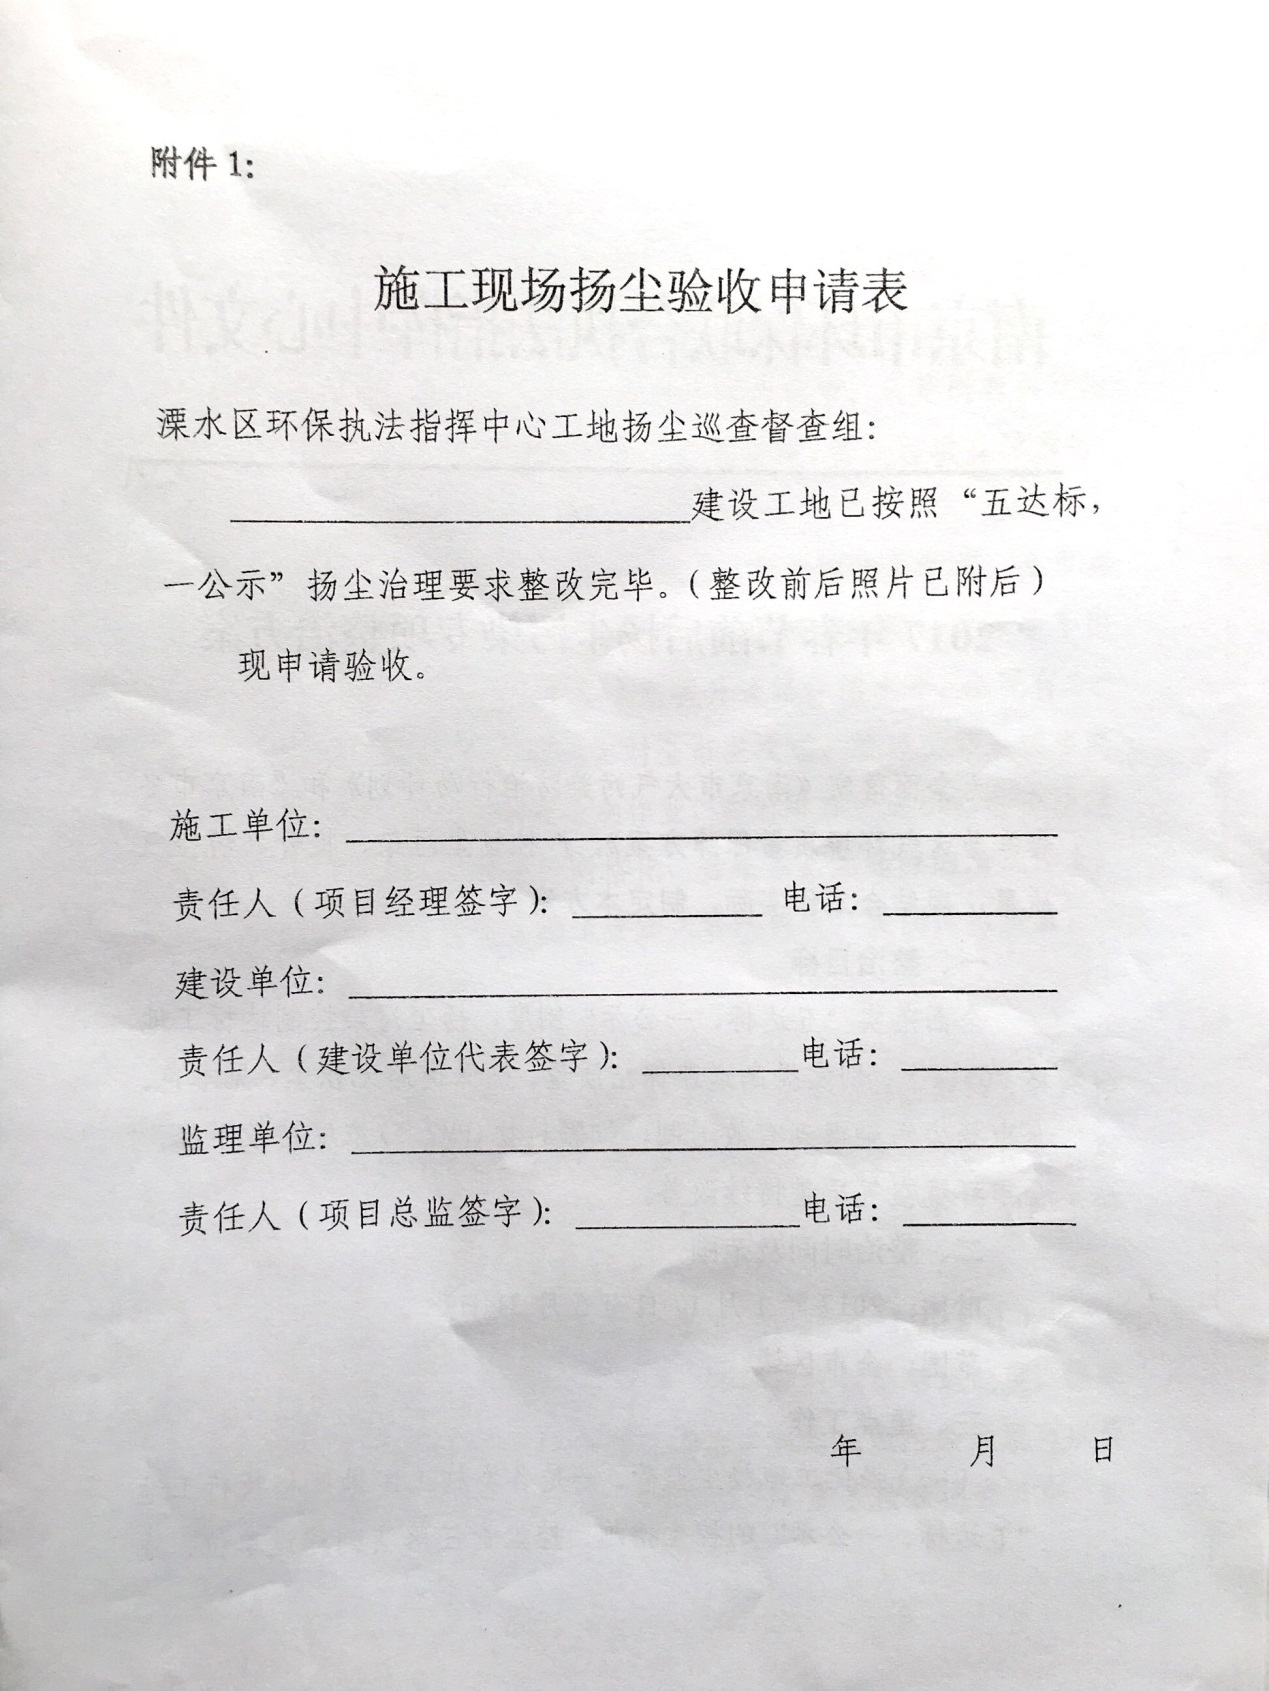 附件 1:
施工现场扬尘验收申请表
溧水区环保执法指挥中心工地扬尘巡查督查组:
建设工地已按照“五达标，
一公示”扬尘治理要求整改完毕。(整改前后照片已附后)
现申请验收。
施工单位:
责任人(项目经理签字): 电话:
建设单位:
责任人(建设单位代表签字): 电话:
监理单位:
责任人(项目总监签字): 电话:
年 月 日